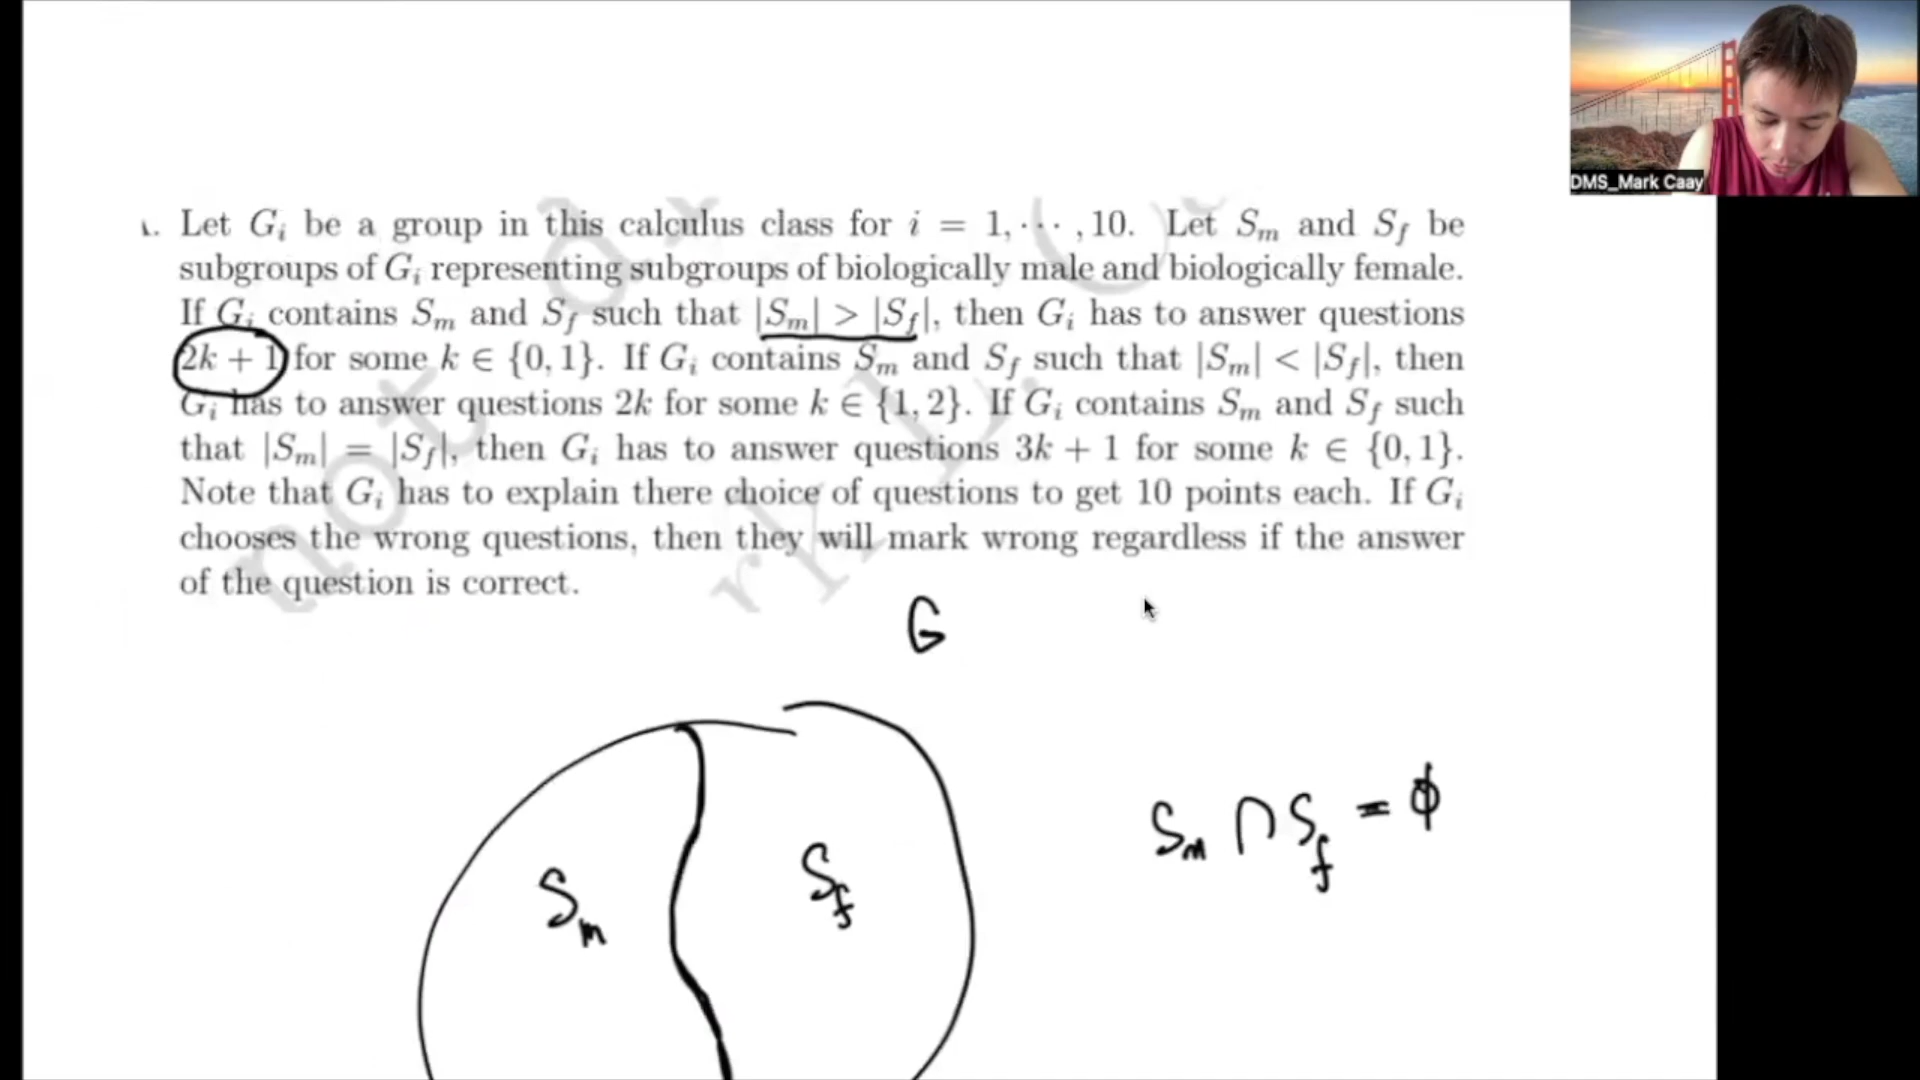 DMS_Mark Caay
1. Let G_i be a group in this calculus class for i = 1, ··· , 10. Let S_m and S_f be
subgroups of G_i representing subgroups of biologically male and biologically female.
If G_i contains S_m and S_f such that |S_m| > |S_f|, then G_i has to answer questions
2k + 1 for some k ∈ {0, 1}. If G_i contains S_m and S_f such that |S_m| < |S_f|, then
G_i has to answer questions 2k for some k ∈ {1, 2}. If G_i contains S_m and S_f such
that |S_m| = |S_f|, then G_i has to answer questions 3k + 1 for some k ∈ {0, 1}.
Note that G_i has to explain there choice of questions to get 10 points each. If G_i
chooses the wrong questions, then they will mark wrong regardless if the answer
of the question is correct.
G
S_m ∩ S_f = ϕ
S_m S_f